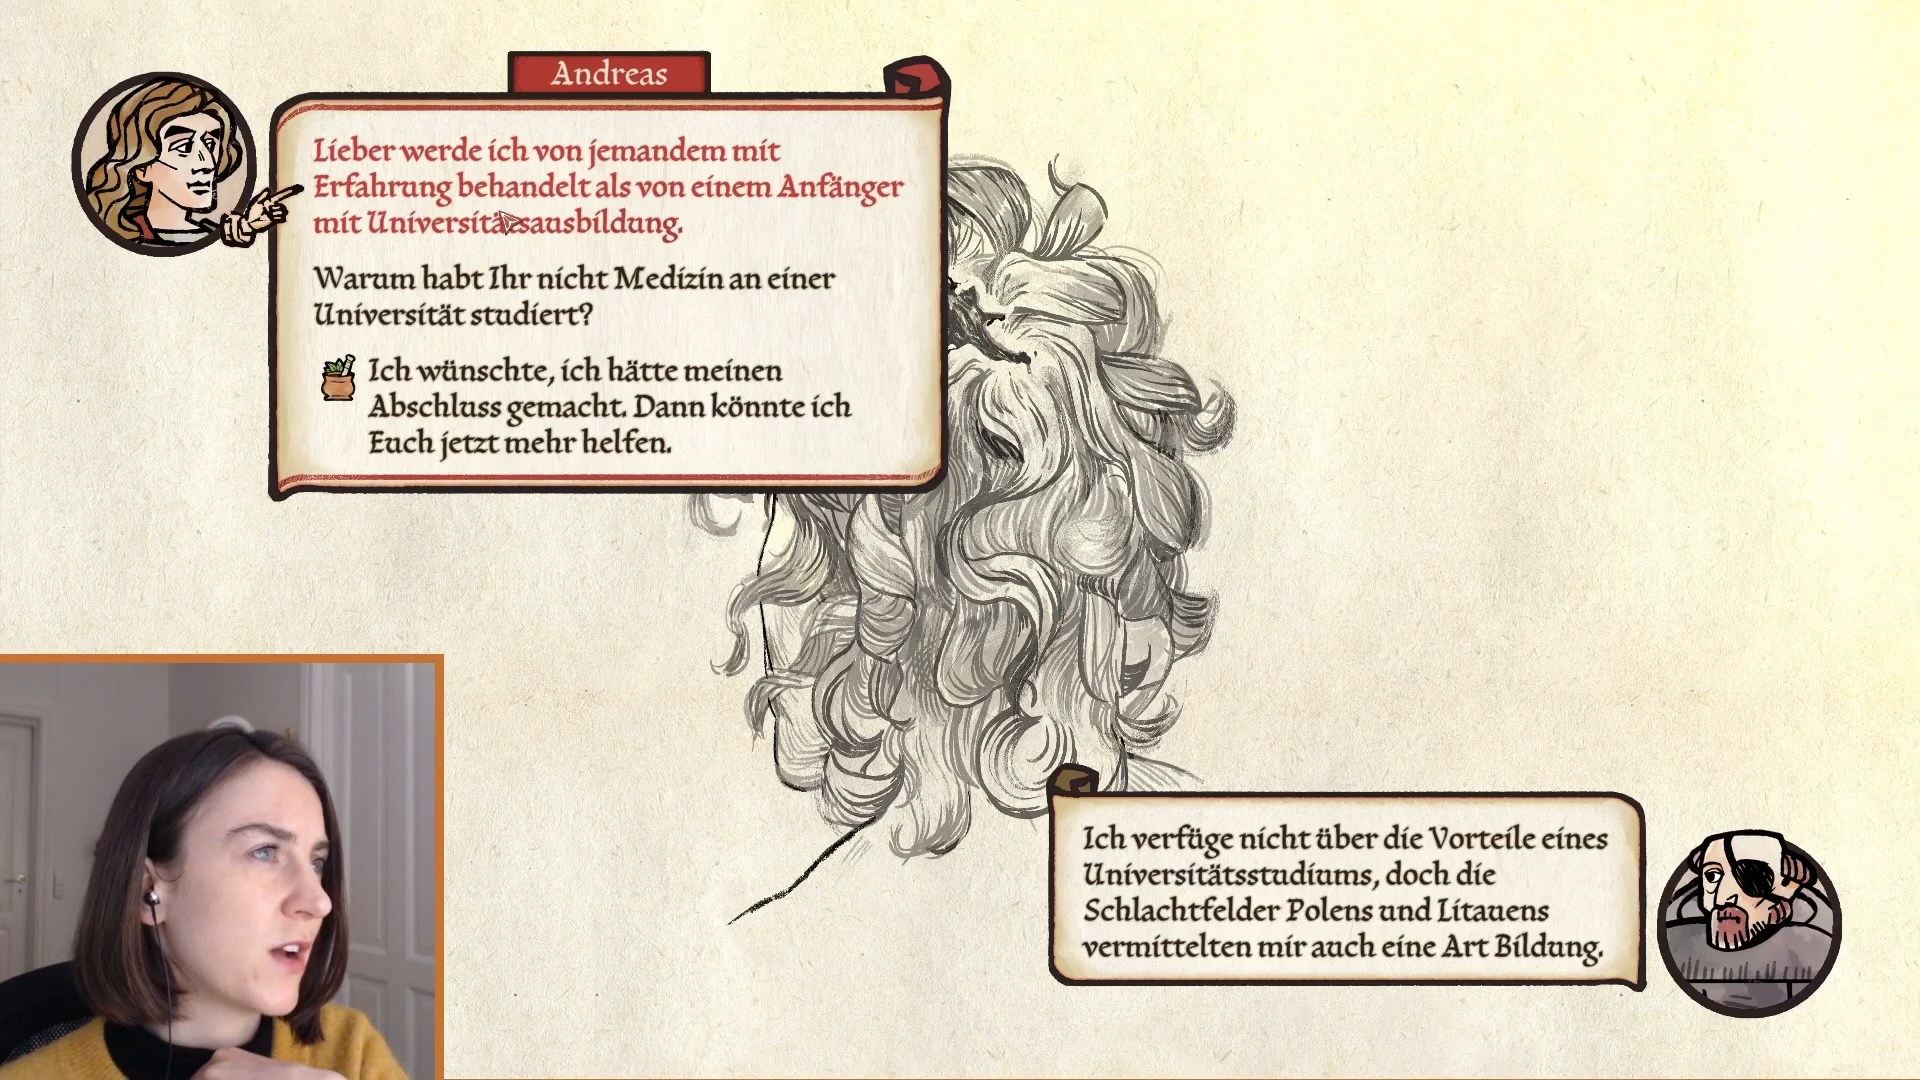 Andreas
Lieber werde ich von jemandem mit
Erfahrung behandelt als von einem Anfänger
mit Universitätsausbildung.
Warum habt Ihr nicht Medizin an einer
Universität studiert?
Ich wünschte, ich hätte meinen
Abschluss gemacht. Dann könnte ich
Euch jetzt mehr helfen.
Ich verfüge nicht über die Vorteile eines
Universitätsstudiums, doch die
Schlachtfelder Polens und Litauens
vermittelten mir auch eine Art Bildung.